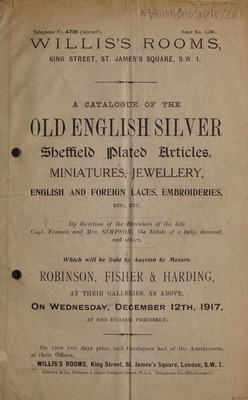 Telephone No. 4725 (Gerrard).
Sale No.
WILLIS'S ROOMS,
KING STREET, ST. JAMES'S SQUARE, S.W. 1.
A CATALOGUE OF THE
OLD ENGLISH SILVER
Sheffield Plated Articles,
MINIATURES, JEWELLERY,
ENGLISH AND FOREIGN LACES, EMBROIDERIES,
ETC., ETC.
By direction of the Executors of the late
Capt. Francis and Mrs. SIMPSON, the Estate of a lady, deceased,
and others.
Which will be Sold by Auction by Messrs.
ROBINSON, FISHER & HARDING,
AT THEIR GALLERIES, AS ABOVE,
ON WEDNESDAY, DECEMBER 12TH, 1917,
AT ONE O'CLOCK PRECISELY.
On view two days prior, and Catalogues had of the Auctioneers,
at their Offices,
WILLIS'S ROOMS, King Street, St. James's Square, London, S.W. 1.